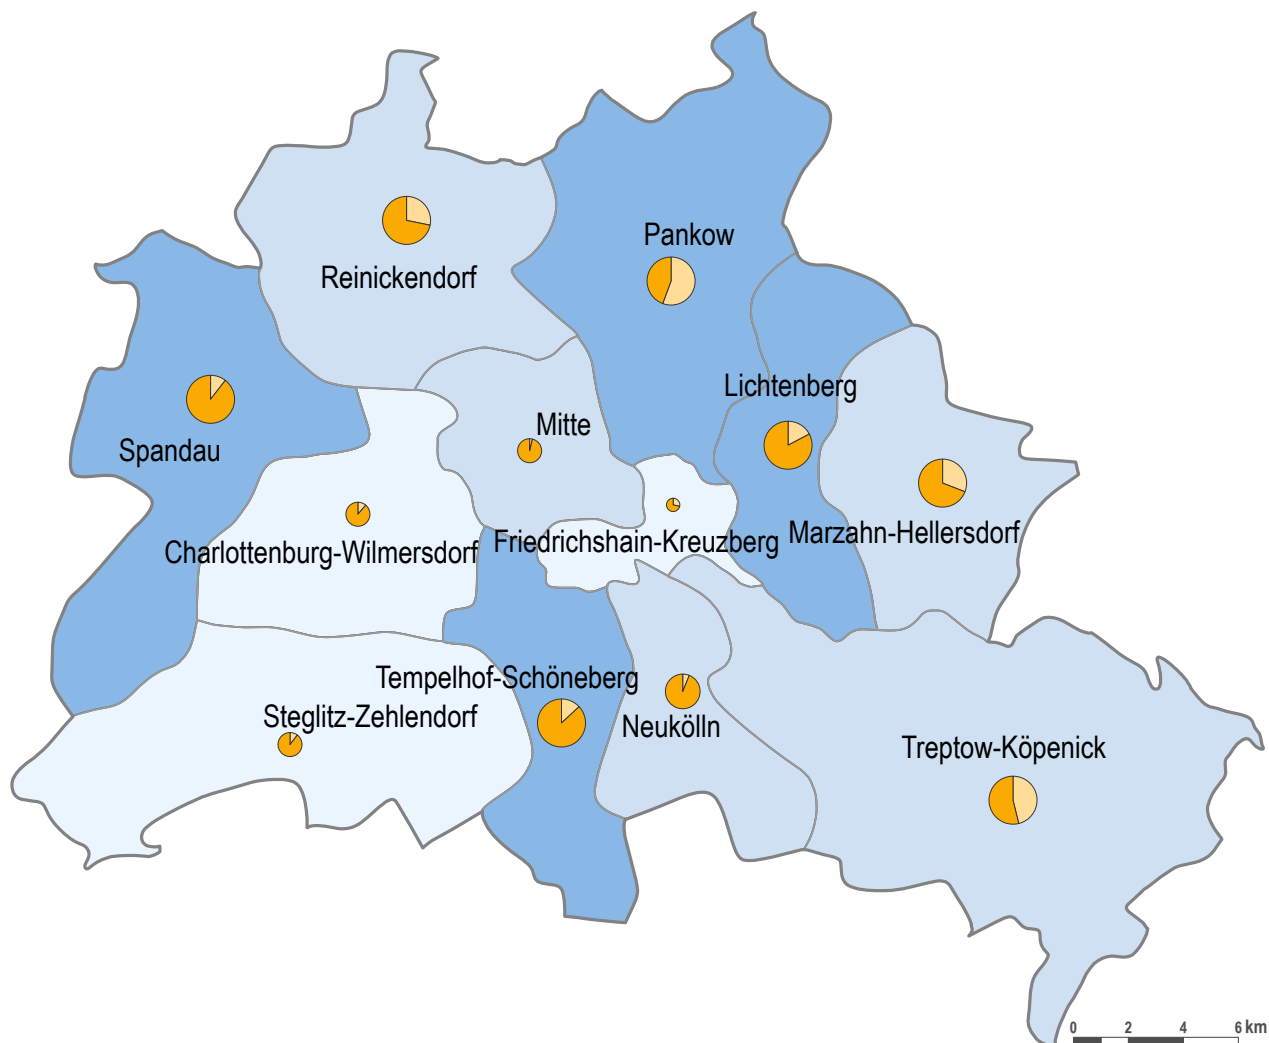 Pankow
Reinickendorf
Lichtenberg
Mitte
Spandau
Marzahn-Hellersdorf
Friedrichshain-Kreuzberg
Charlottenburg-Wilmersdorf
Tempelhof-Schöneberg
Steglitz-Zehlendorf
Neukölln
Treptow-Köpenick
0 2 4 6 km